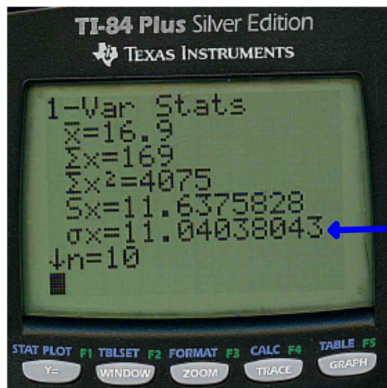 TI-84 Plus Silver Edition
TEXAS INSTRUMENTS
1-Var Stats
x̄=16.9
Σx=169
Σx²=4075
Sx=11.6375828
σx=11.04038043
↓n=10
STAT PLOT F1 TBLSET F2 FORMAT F3 CALC F4 TABLE F5
Y= WINDOW ZOOM TRACE GRAPH